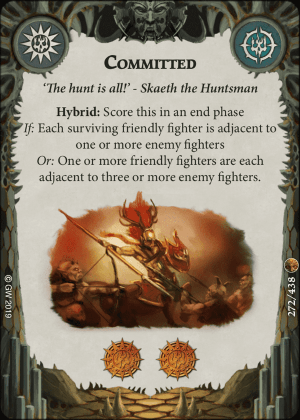 COMMITTED
‘The hunt is all!’ - Skaeth the Huntsman
Hybrid: Score this in an end phase
If: Each surviving friendly fighter is adjacent to
one or more enemy fighters
Or: One or more friendly fighters are each
adjacent to three or more enemy fighters.
© GW 2019
272/438